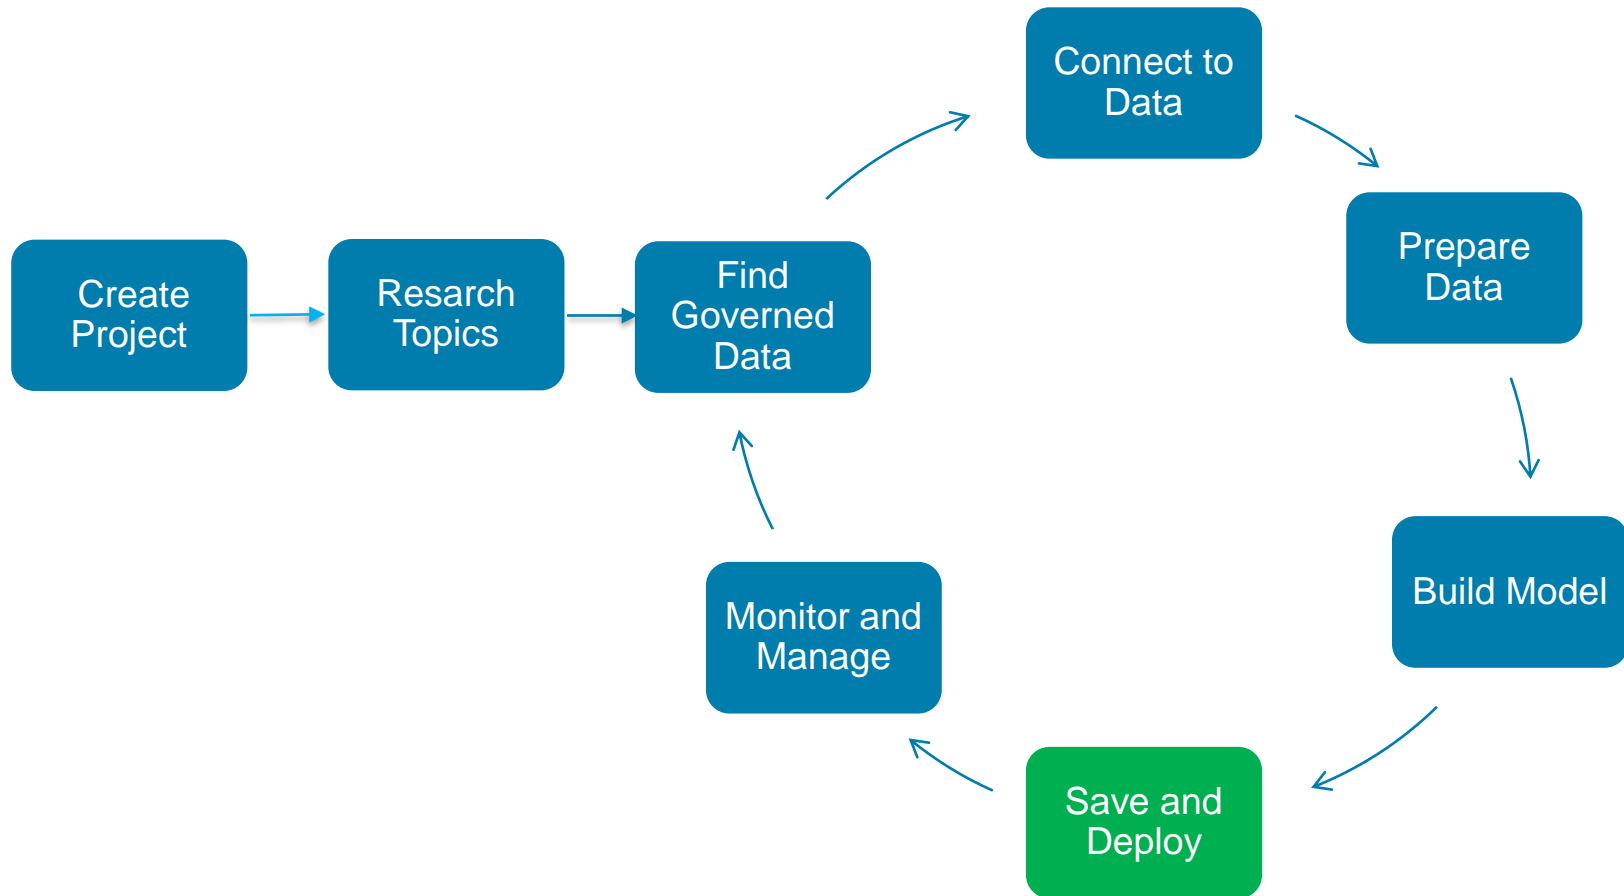 Create
Project
Resarch
Topics
Find
Governed
Data
Connect to
Data
Prepare
Data
Build Model
Save and
Deploy
Monitor and
Manage